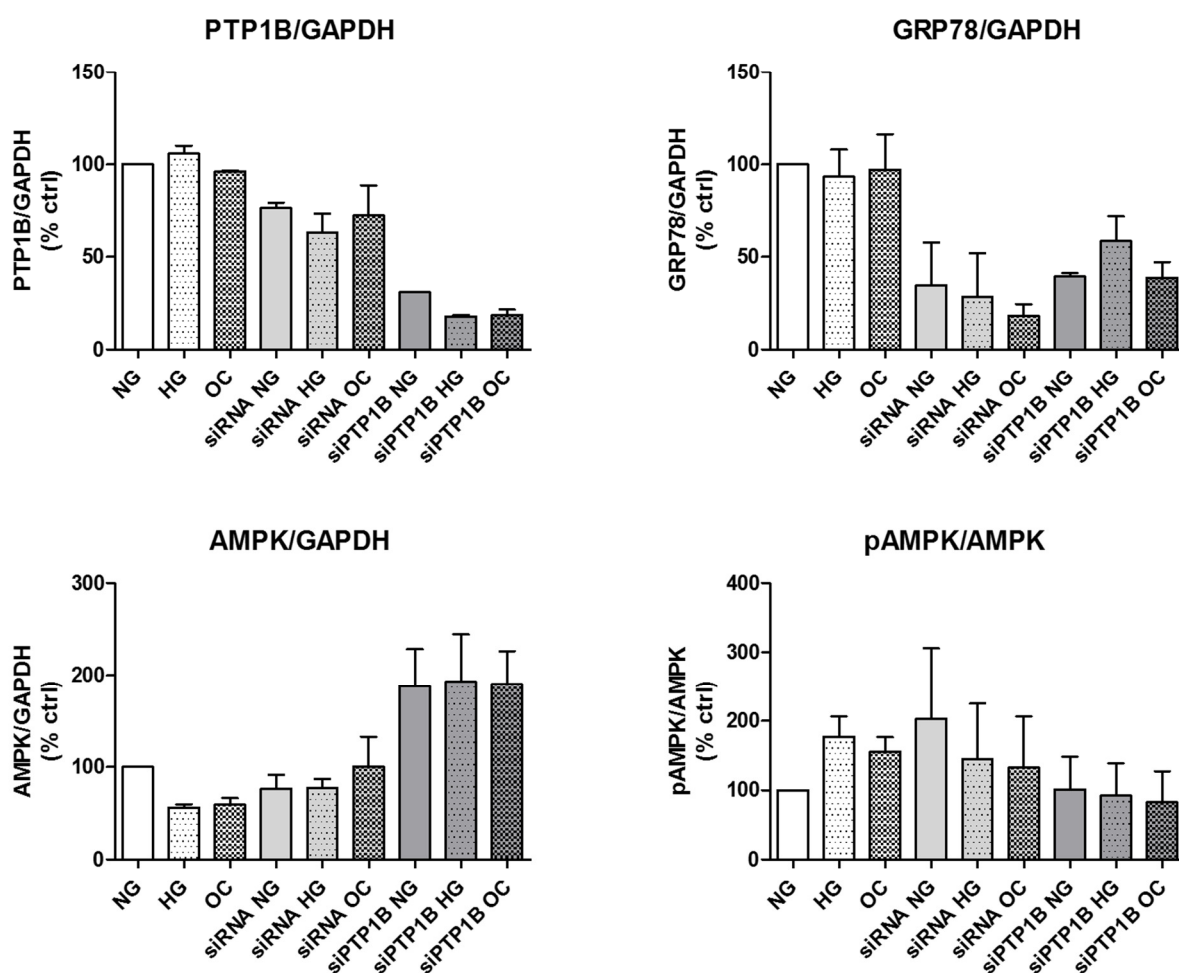 PTP1B/GAPDH
PTP1B/GAPDH
(% ctrl)
150
100
50
0
NG
HG
OC
siRNA NG
siRNA HG
siRNA OC
siPTP1B NG
siPTP1B HG
siPTP1B OC
GRP78/GAPDH
GRP78/GAPDH
(% ctrl)
150
100
50
0
NG
HG
OC
siRNA NG
siRNA HG
siRNA OC
siPTP1B NG
siPTP1B HG
siPTP1B OC
AMPK/GAPDH
AMPK/GAPDH
(% ctrl)
300
200
100
0
NG
HG
OC
siRNA NG
siRNA HG
siRNA OC
siPTP1B NG
siPTP1B HG
siPTP1B OC
pAMPK/AMPK
pAMPK/AMPK
(% ctrl)
400
300
200
100
0
NG
HG
OC
siRNA NG
siRNA HG
siRNA OC
siPTP1B NG
siPTP1B HG
siPTP1B OC